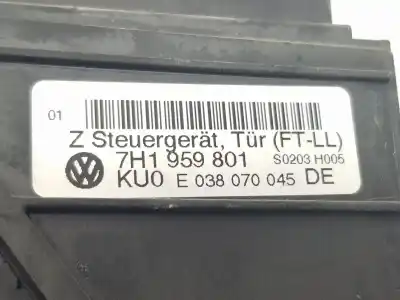 01
Z Steuergerät, Tür (FT-LL)
7H1 959 801 S0203 H005
KU0 E 038 070 045 DE